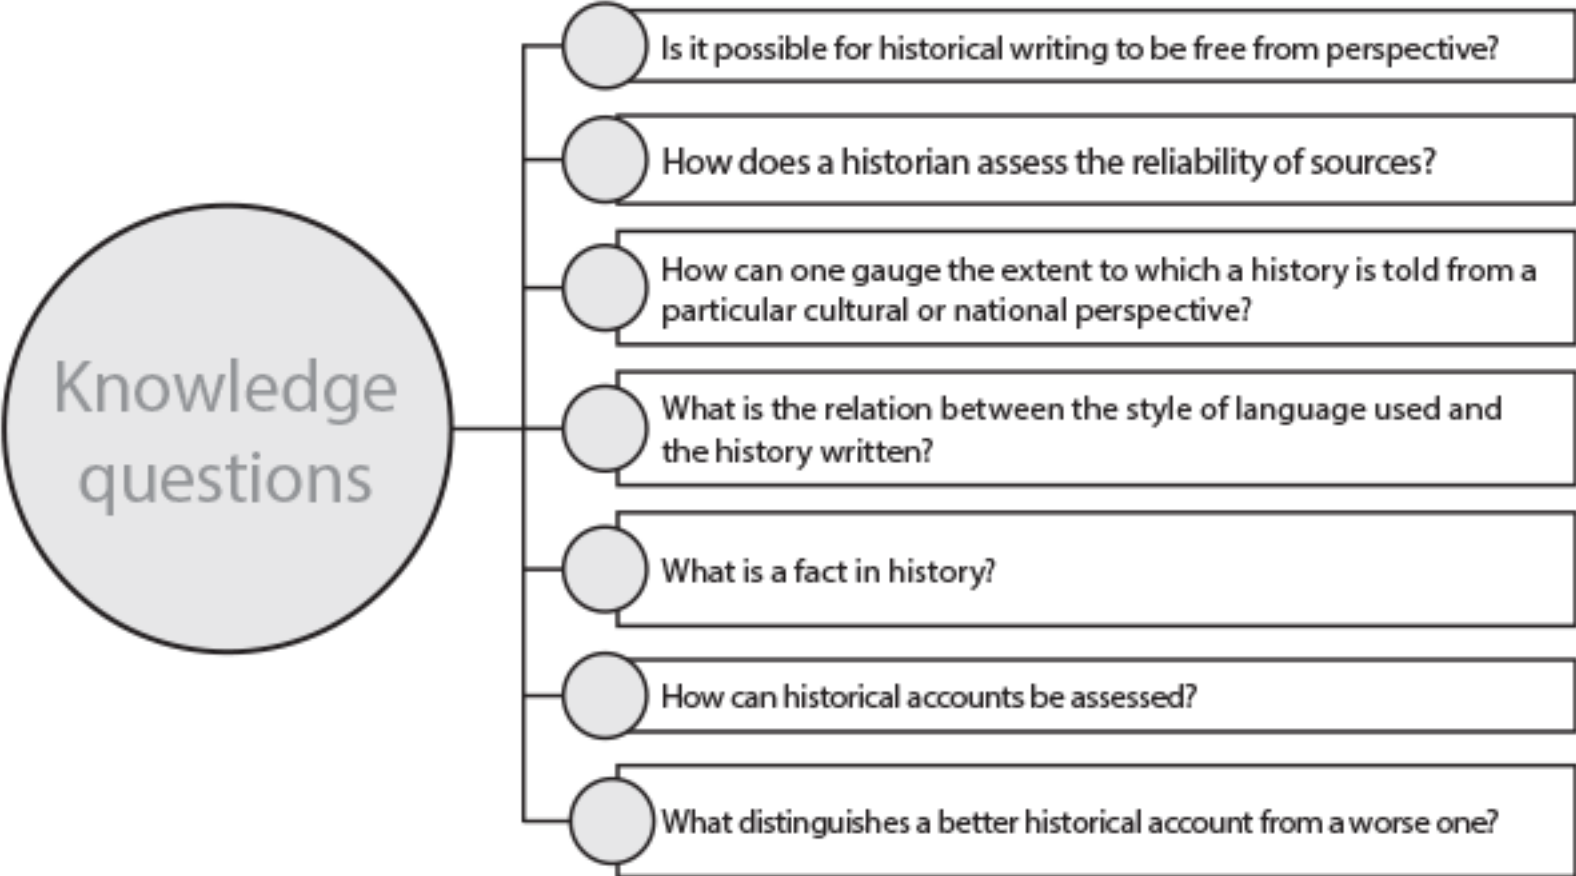 Knowledge
questions
Is it possible for historical writing to be free from perspective?
How does a historian assess the reliability of sources?
How can one gauge the extent to which a history is told from a
particular cultural or national perspective?
What is the relation between the style of language used and
the history written?
What is a fact in history?
How can historical accounts be assessed?
What distinguishes a better historical account from a worse one?